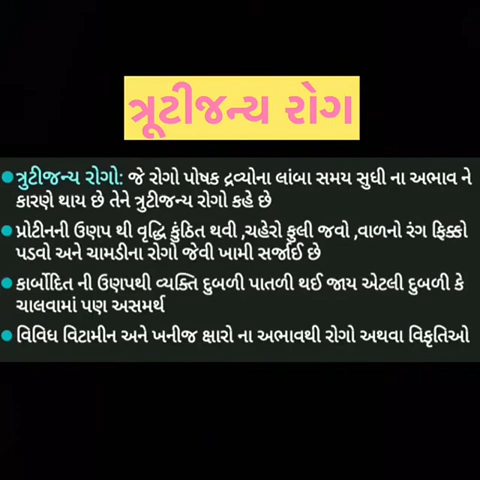 ત્રૂટીજન્ય રોગ
ત્રુટીજન્ય રોગો: જે રોગો પોષક દ્રવ્યોના લાંબા સમય સુધી ના અભાવ ને
કારણે થાય છે તેને ત્રુટીજન્ય રોગો કહે છે
પ્રોટીનની ઉણપ થી વૃદ્ધિ કુંઠિત થવી ,ચહેરો ફુલી જવો ,વાળનો રંગ ફિક્કો
પડવો અને ચામડીના રોગો જેવી ખામી સર્જાઈ છે
કાર્બોદિત ની ઉણપથી વ્યક્તિ દુબળી પાતળી થઈ જાય એટલી દુબળી કે
ચાલવામાં પણ અસમર્થ
વિવિધ વિટામીન અને ખનીજ ક્ષારો ના અભાવથી રોગો અથવા વિકૃતિઓ